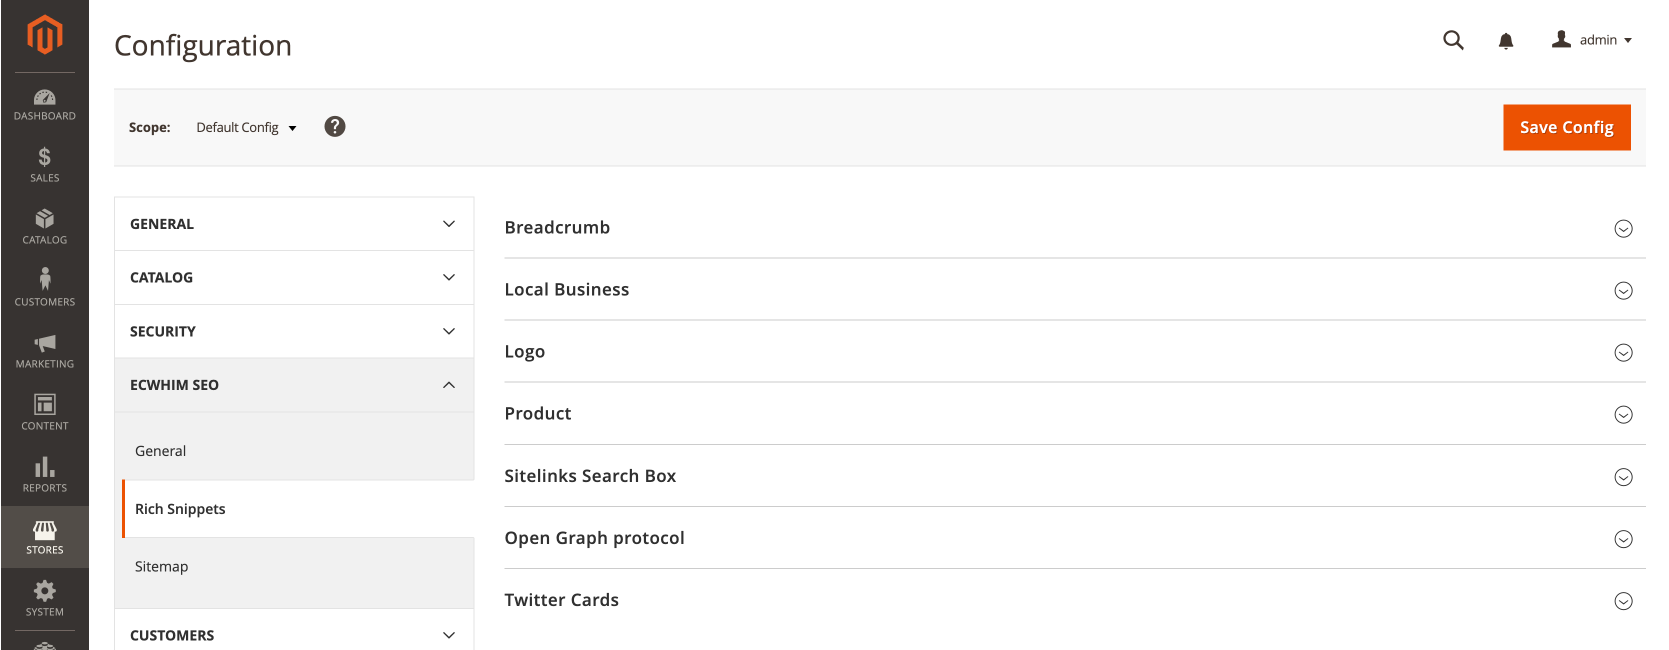 Configuration
admin
DASHBOARD
SALES
CATALOG
CUSTOMERS
MARKETING
CONTENT
REPORTS
STORES
SYSTEM
Scope: Default Config ?
Save Config
GENERAL
CATALOG
SECURITY
ECWHIM SEO
General
Rich Snippets
Sitemap
CUSTOMERS
Breadcrumb
Local Business
Logo
Product
Sitelinks Search Box
Open Graph protocol
Twitter Cards